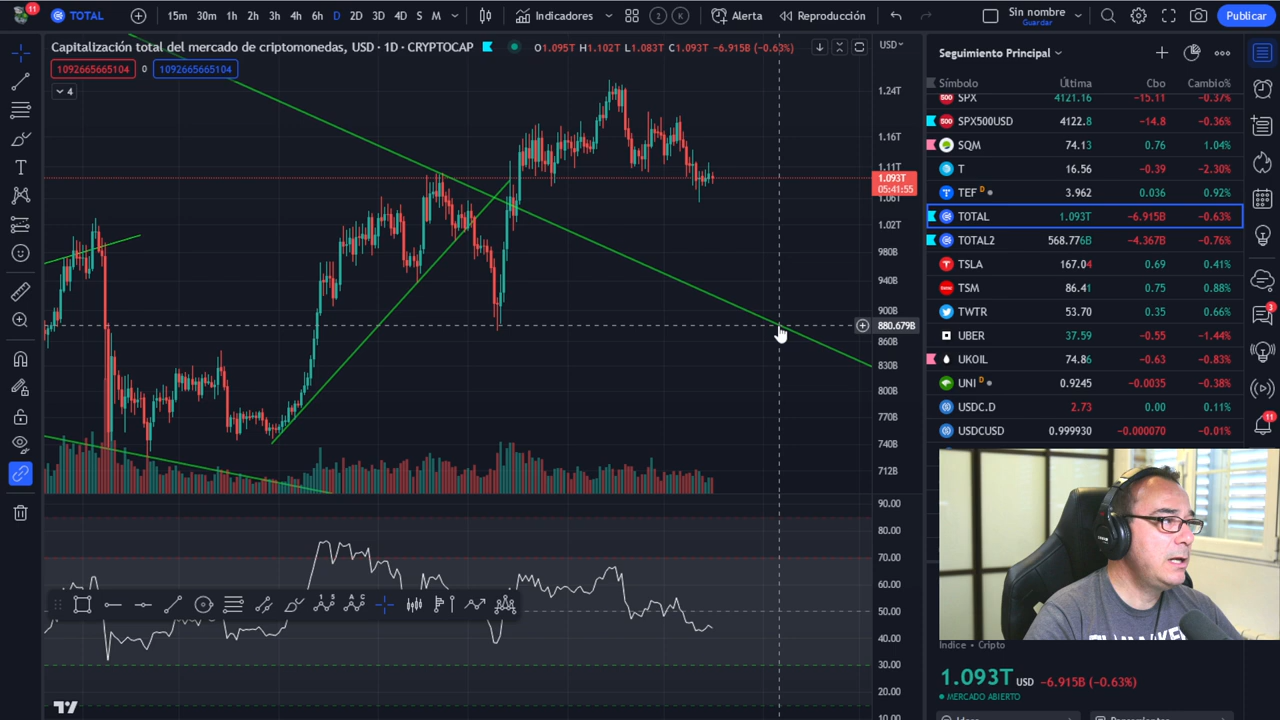 11
TOTAL
15m 30m 1h 2h 3h 4h 6h D 2D 3D 4D S M
Indicadores
2 K
Alerta
Reproducción
Sin nombre
Guardar
Publicar
Capitalización total del mercado de criptomonedas, USD · 1D · CRYPTOCAP
O1.095T H1.102T L1.083T C1.093T −6.915B (−0.63%)
1092665665104 0 1092665665104
4
USD
1.24T
1.16T
1.11T
1.093T
05:41:55
1.06T
1.02T
980B
940B
900B
880.679B
860B
830B
800B
770B
740B
712B
90.00
80.00
70.00
60.00
50.00
40.00
30.00
20.00
10.00
Seguimiento Principal
Símbolo Última Cbo Cambio%
500 SPX 4121.16 −15.11 −0.37%
500 SPX500USD 4122.8 −14.8 −0.36%
SQM 74.13 0.76 1.04%
T 16.56 −0.39 −2.30%
TEF D 3.962 0.036 0.92%
TOTAL 1.093T −6.915B −0.63%
TOTAL2 568.776B −4.367B −0.76%
TSLA 167.04 0.69 0.41%
TSM 86.41 0.75 0.88%
TWTR 53.70 0.35 0.66%
UBER 37.59 −0.55 −1.44%
UKOIL 74.86 −0.63 −0.83%
UNI D 0.9245 −0.0035 −0.38%
USDC.D 2.73 0.00 0.11%
USDCUSD 0.999930 −0.000070 −0.01%
3
11
Índice • Cripto
1.093T USD −6.915B (−0.63%)
MERCADO ABIERTO